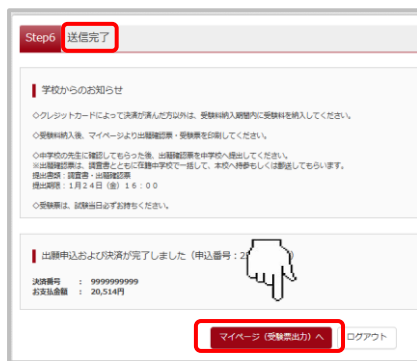 Step6 送信完了
学校からのお知らせ
◇クレジットカードによって決済が済んだ方以外は、受験料納入期間内に受験料を納入してください。
◇受験料納入後、マイページより出願確認票・受験票を印刷してください。
◇中学校の先生に確認してもらった後、出願確認票を中学校へ提出してください。
※出願確認票は、調査書とともに在籍中学校で一括して、本校へ持参もしくは郵送してもらいます。
提出書類：調査書・出願確認票
提出期限：1月24日（金）16：00
◇受験票は、試験当日必ずお持ちください。
出願申込および決済が完了しました（申込番号：2
決済番号 ： 9999999999
お支払金額 ： 20,514円
マイページ（受験票出力）へ ログアウト